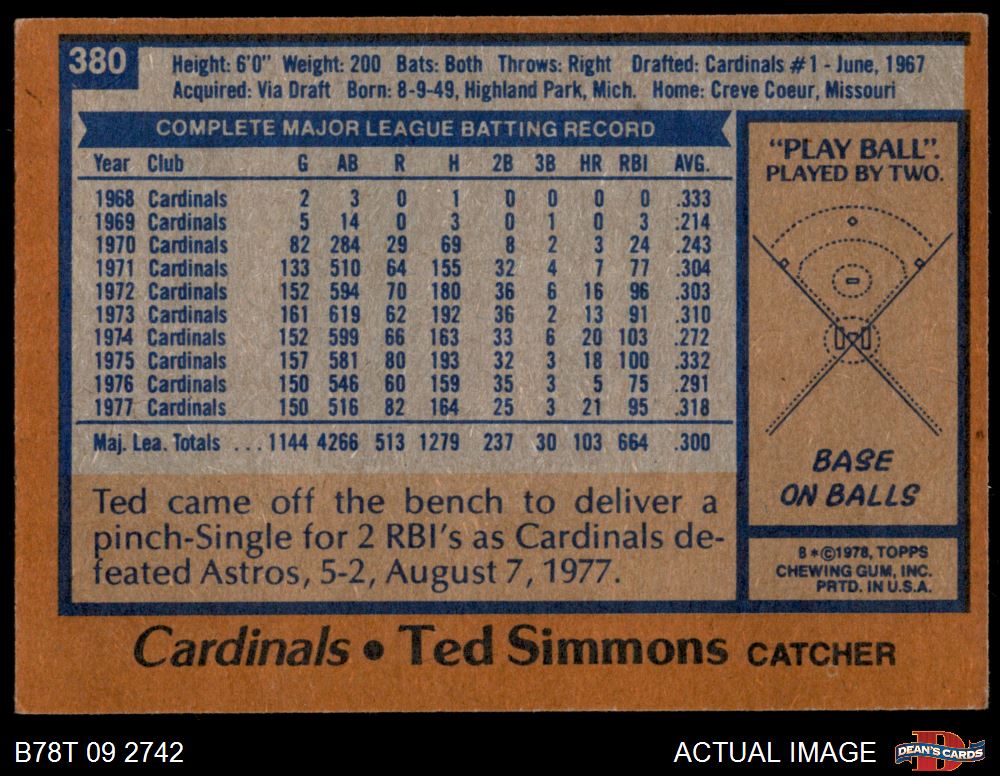 380
Height: 6'0" Weight: 200 Bats: Both Throws: Right Drafted: Cardinals #1 - June, 1967
Acquired: Via Draft Born: 8-9-49, Highland Park, Mich. Home: Creve Coeur, Missouri
COMPLETE MAJOR LEAGUE BATTING RECORD
Year Club G AB R H 2B 3B HR RBI AVG.
1968 Cardinals 2 3 0 1 0 0 0 0 .333
1969 Cardinals 5 14 0 3 0 1 0 3 .214
1970 Cardinals 82 284 29 69 8 2 3 24 .243
1971 Cardinals 133 510 64 155 32 4 7 77 .304
1972 Cardinals 152 594 70 180 36 6 16 96 .303
1973 Cardinals 161 619 62 192 36 2 13 91 .310
1974 Cardinals 152 599 66 163 33 6 20 103 .272
1975 Cardinals 157 581 80 193 32 3 18 100 .332
1976 Cardinals 150 546 60 159 35 3 5 75 .291
1977 Cardinals 150 516 82 164 25 3 21 95 .318
Maj. Lea. Totals ... 1144 4266 513 1279 237 30 103 664 .300
Ted came off the bench to deliver a
pinch-Single for 2 RBI's as Cardinals de-
feated Astros, 5-2, August 7, 1977.
"PLAY BALL".
PLAYED BY TWO.
BASE
ON BALLS
B*©1978, TOPPS
CHEWING GUM, INC.
PRTD. IN U.S.A.
Cardinals • Ted Simmons CATCHER
B78T 09 2742
ACTUAL IMAGE
D
DEAN'S CARDS